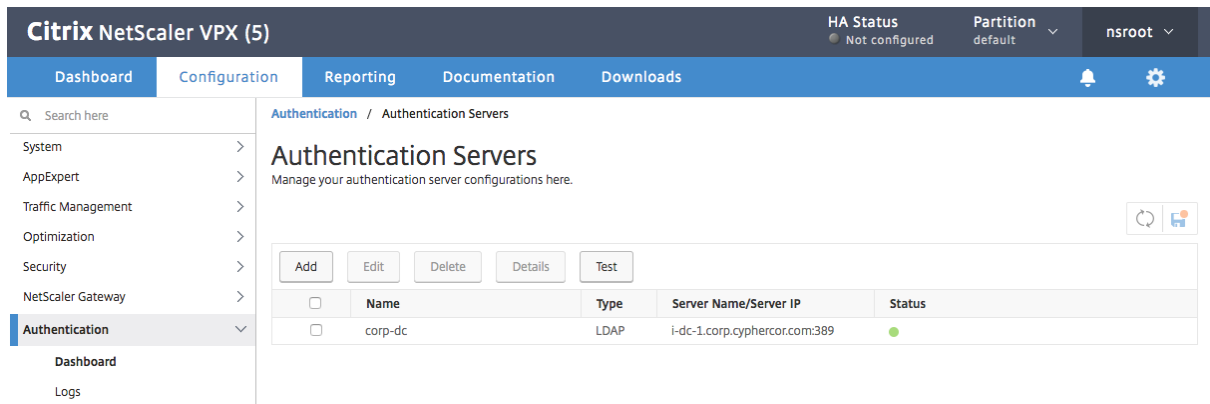 Citrix NetScaler VPX (5)
HA Status
Not configured
Partition
default
nsroot
Dashboard
Configuration
Reporting
Documentation
Downloads
Search here
System
AppExpert
Traffic Management
Optimization
Security
NetScaler Gateway
Authentication
Dashboard
Logs
Authentication / Authentication Servers
Authentication Servers
Manage your authentication server configurations here.
Add Edit Delete Details Test
Name Type Server Name/Server IP Status
corp-dc LDAP i-dc-1.corp.cyphercor.com:389